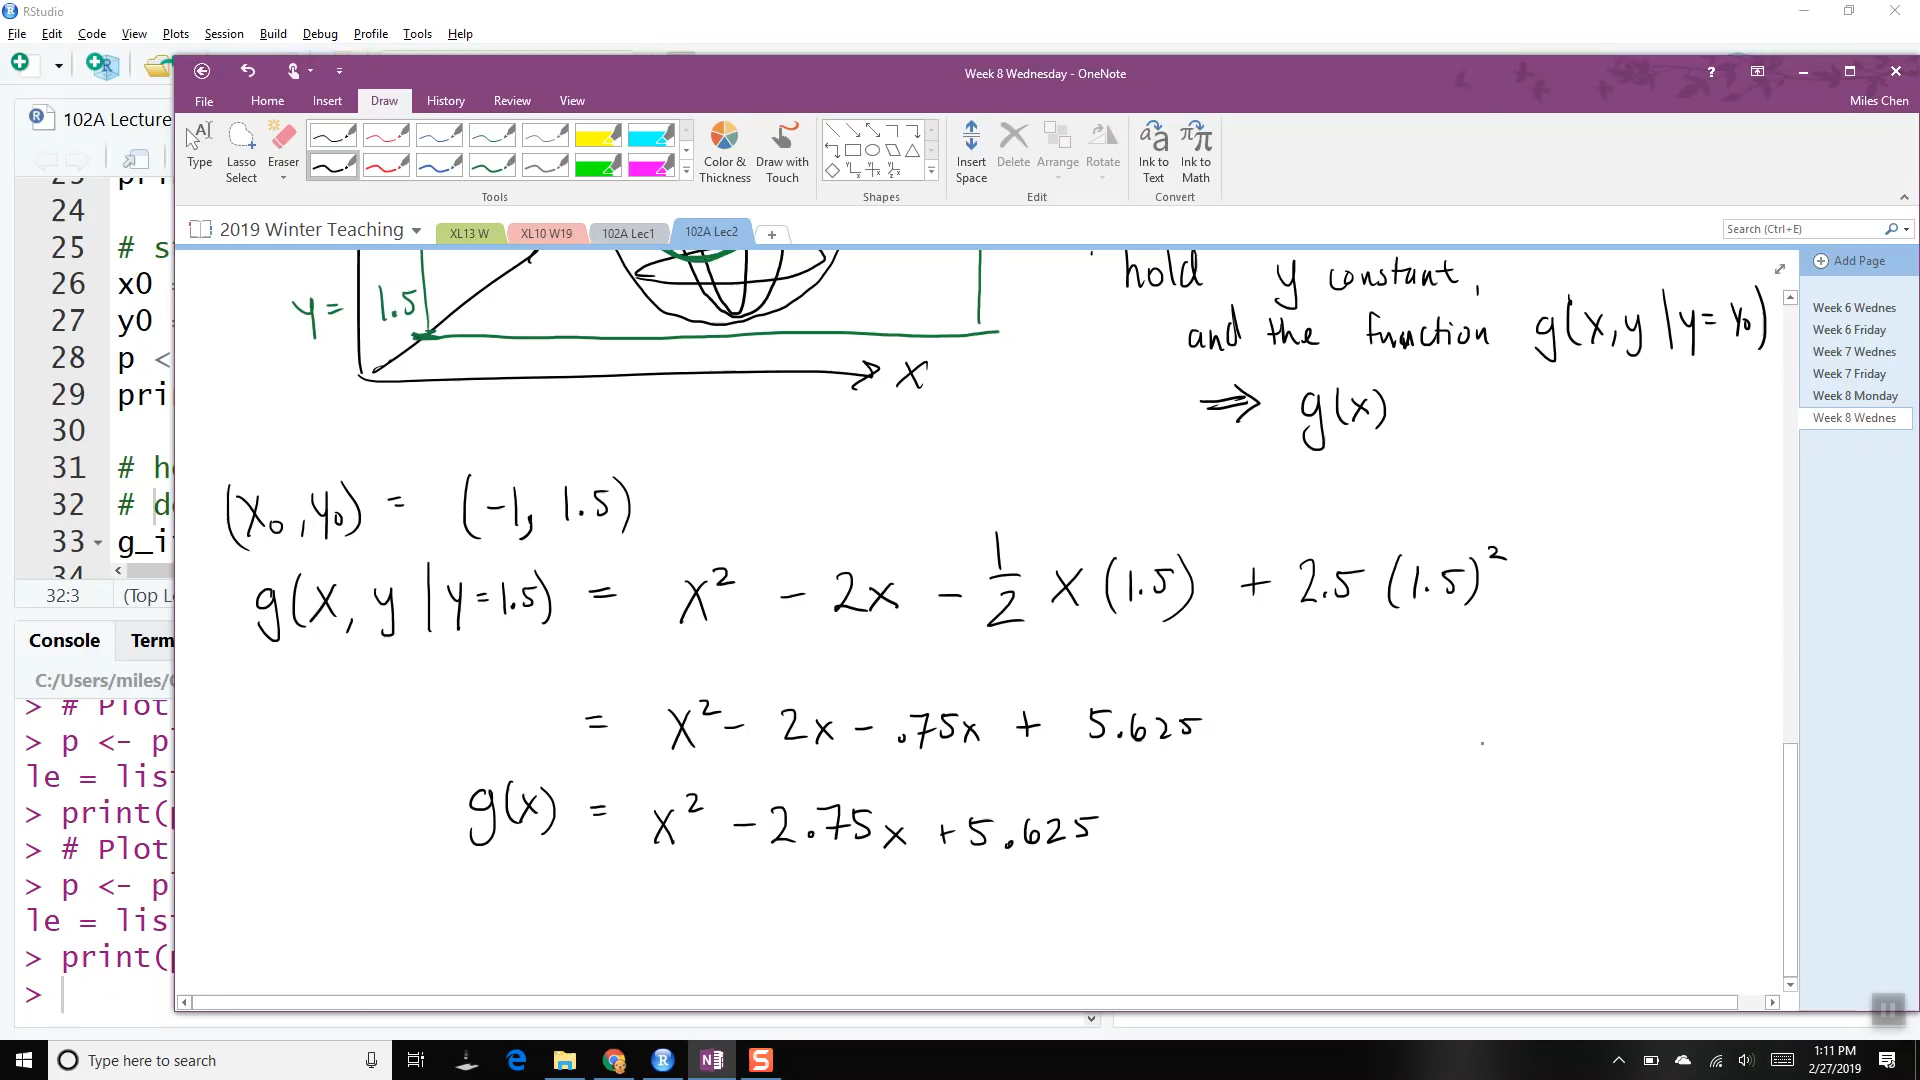 RStudio
File Edit Code View Plots Session Build Debug Profile Tools Help
Week 8 Wednesday - OneNote
File Home Insert Draw History Review View
Miles Chen
Type
Lasso Select
Eraser
Color & Thickness
Draw with Touch
Insert Space
Delete
Arrange
Rotate
Ink to Text
Ink to Math
Tools
Shapes
Edit
Convert
2019 Winter Teaching
XL13 W
XL10 W19
102A Lec1
102A Lec2
Search (Ctrl+E)
Add Page
Week 6 Wednes
Week 6 Friday
Week 7 Wednes
Week 7 Friday
Week 8 Monday
Week 8 Wednes
102A Lecture
24
25 # s
26 x0
27 y0
28 p <
29 pri
30
31 # h
32 # d
33 g_i
34
32:3 (Top L
Console Term
C:/Users/miles/
> # Plot
> p <- p
le = lis
> print(
> # Plot
> p <- p
le = lis
> print(
>
y = 1.5
x
hold y constant,
and the function g(x,y | y = y₀)
⇒ g(x)
(x₀, y₀) = (-1, 1.5)
g(x, y | y = 1.5) = x² - 2x - 1/2 x (1.5) + 2.5 (1.5)²
= x² - 2x - .75x + 5.625
g(x) = x² - 2.75x + 5.625
Type here to search
1:11 PM
2/27/2019